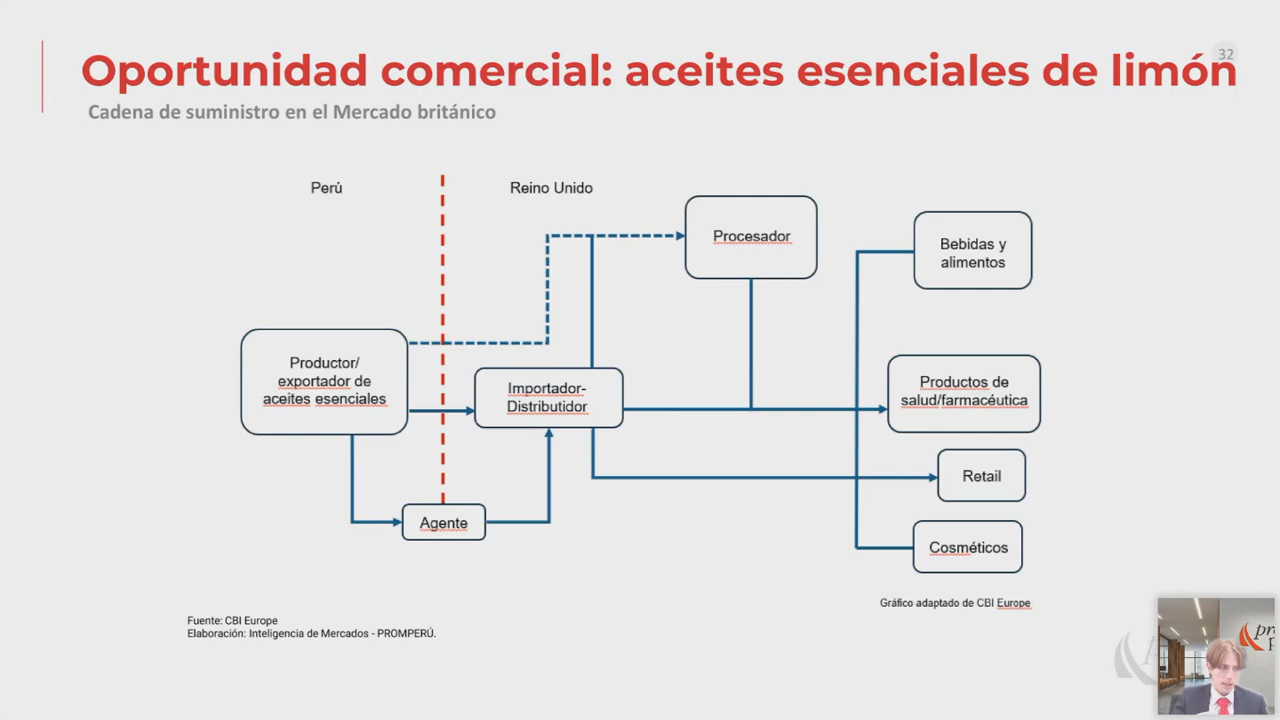 32
Oportunidad comercial: aceites esenciales de limón
Cadena de suministro en el Mercado británico
Perú
Reino Unido
Procesador
Bebidas y
alimentos
Productor/
exportador de
aceites esenciales
Importador-
Distributidor
Productos de
salud/farmacéutica
Retail
Agente
Cosméticos
Gráfico adaptado de CBI Europe
Fuente: CBI Europe
Elaboración: Inteligencia de Mercados - PROMPERÚ.